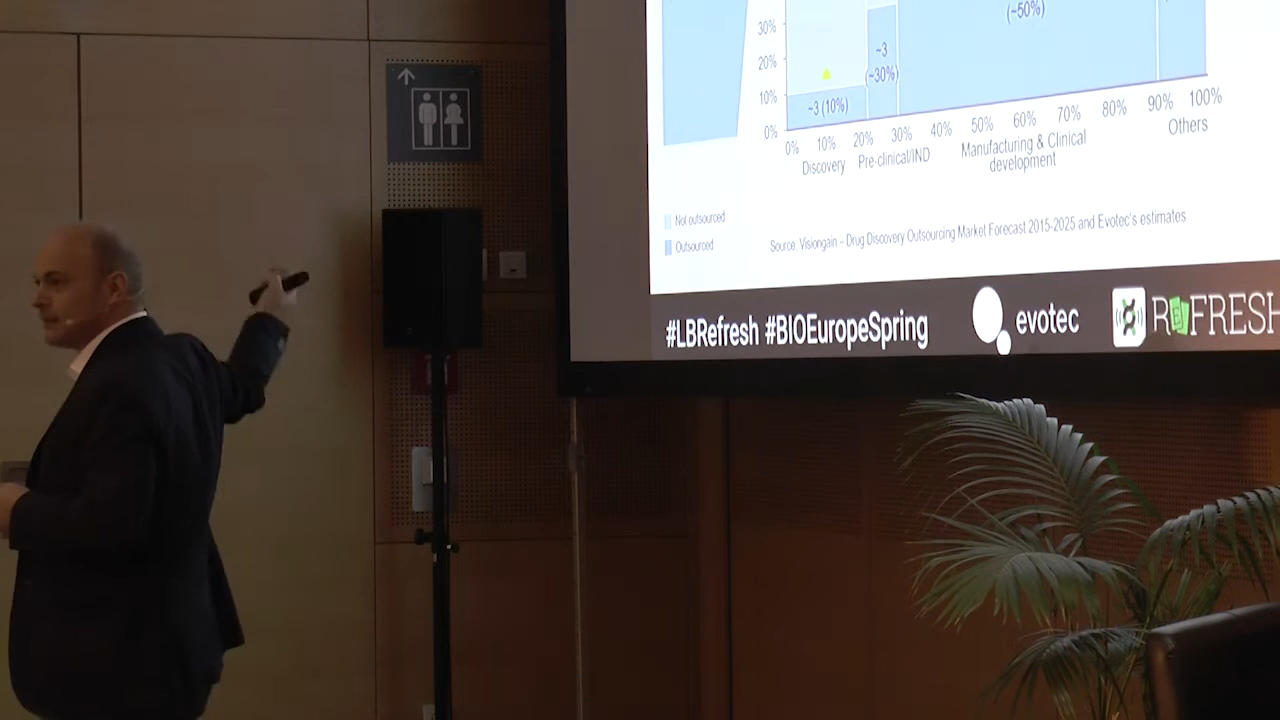 (~50%)
30%
20%
10%
0%
~3
(~30%)
~3 (10%)
0% 10% 20% 30% 40% 50% 60% 70% 80% 90% 100%
Discovery Pre-clinical/IND Manufacturing & Clinical development Others
Not outsourced
Outsourced
Source: Visiongain – Drug Discovery Outsourcing Market Forecast 2015-2025 and Evotec's estimates
#LBRefresh #BIOEuropeSpring evotec REFRESH